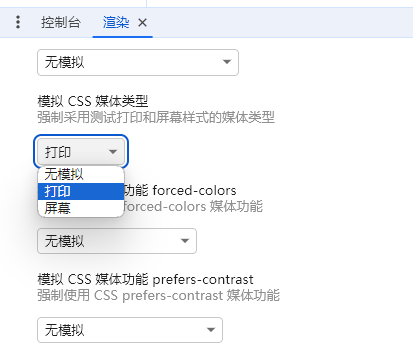 控制台 渲染
无模拟
模拟 CSS 媒体类型
强制采用测试打印和屏幕样式的媒体类型
打印
无模拟
打印
功能 forced-colors
屏幕
forced-colors 媒体功能
无模拟
模拟 CSS 媒体功能 prefers-contrast
强制使用 CSS prefers-contrast 媒体功能
无模拟